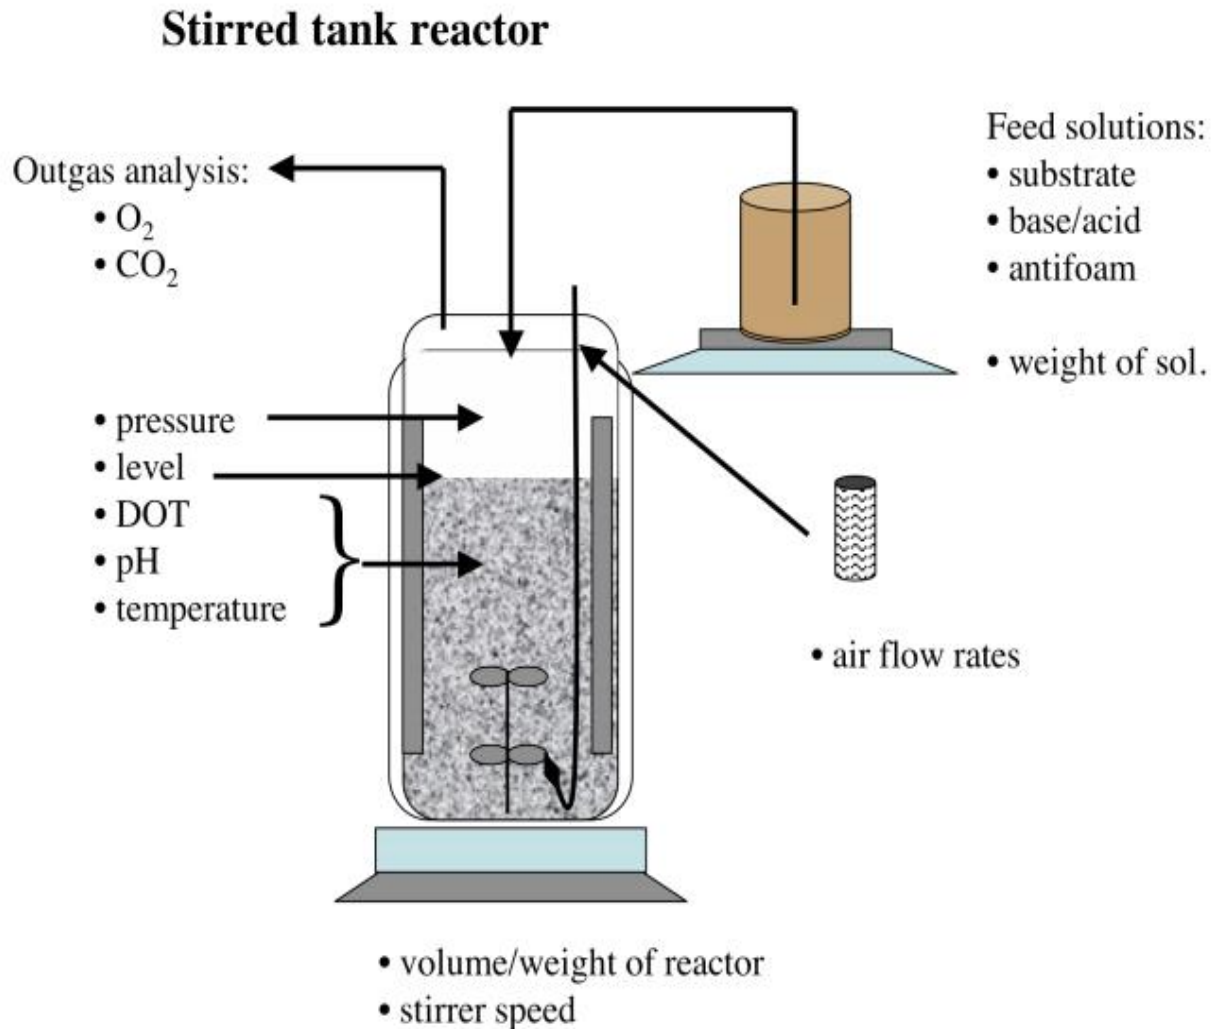 Stirred tank reactor
Outgas analysis:
• O₂
• CO₂
Feed solutions:
• substrate
• base/acid
• antifoam
• weight of sol.
• pressure
• level
• DOT
• pH
• temperature
• air flow rates
• volume/weight of reactor
• stirrer speed